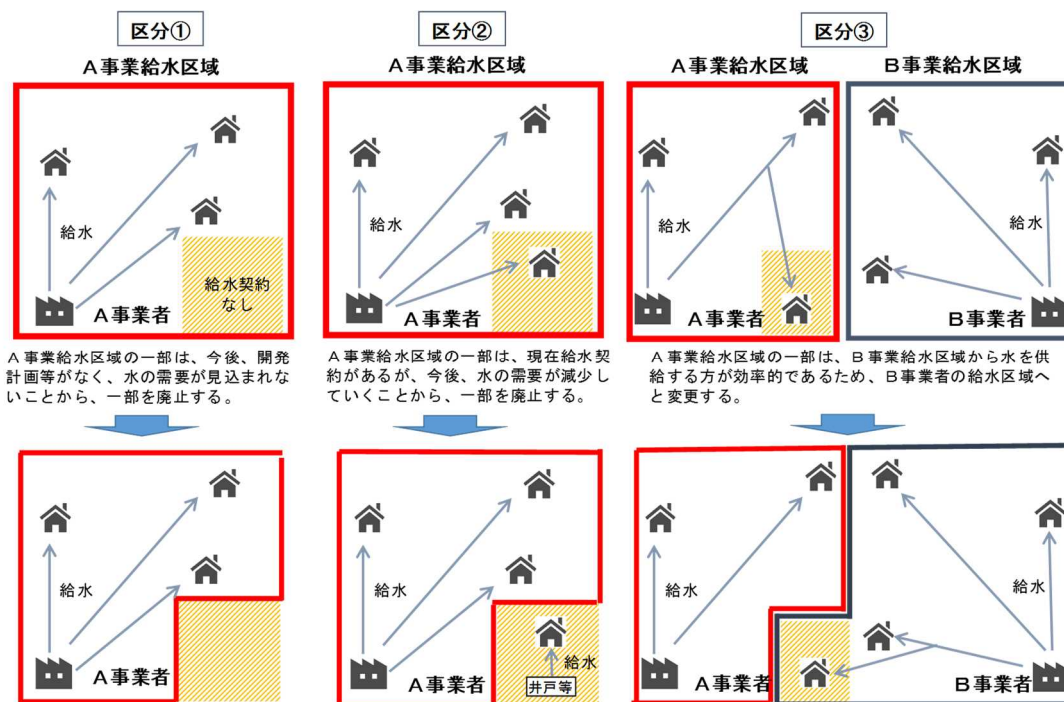 区分①
区分②
区分③
A事業給水区域
A事業給水区域
A事業給水区域
B事業給水区域
給水
給水契約
なし
A事業者
給水
A事業者
給水
A事業者
給水
B事業者
A事業給水区域の一部は、今後、開発
計画等がなく、水の需要が見込まれな
いことから、一部を廃止する。
A事業給水区域の一部は、現在給水契
約があるが、今後、水の需要が減少し
ていくことから、一部を廃止する。
A事業給水区域の一部は、B事業給水区域から水を供
給する方が効率的であるため、B事業者の給水区域へ
と変更する。
給水
A事業者
給水
給水
井戸等
A事業者
給水
A事業者
給水
B事業者